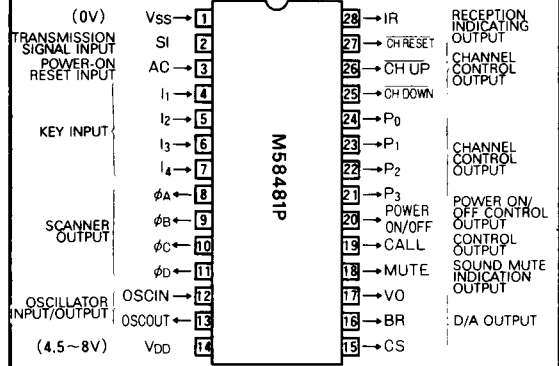 (0V) VSS→ 1
TRANSMISSION SIGNAL INPUT SI 2
POWER-ON RESET INPUT AC→ 3
KEY INPUT
I1→ 4
I2→ 5
I3→ 6
I4→ 7
SCANNER OUTPUT
φA← 8
φB← 9
φC← 10
φD← 11
OSCILLATOR INPUT/OUTPUT
OSCIN→ 12
OSCOUT← 13
(4.5~8V) VDD 14
M58481P
28 →IR RECEPTION INDICATING OUTPUT
27 →CH RESET
26 →CH UP
25 →CH DOWN
CHANNEL CONTROL OUTPUT
24 →P0
23 →P1
22 →P2
21 →P3
CHANNEL CONTROL OUTPUT
20 →POWER ON/OFF POWER ON/OFF CONTROL OUTPUT
19 →CALL CONTROL OUTPUT
18 →MUTE SOUND MUTE INDICATION OUTPUT
17 →VO
16 →BR
15 →CS
D/A OUTPUT